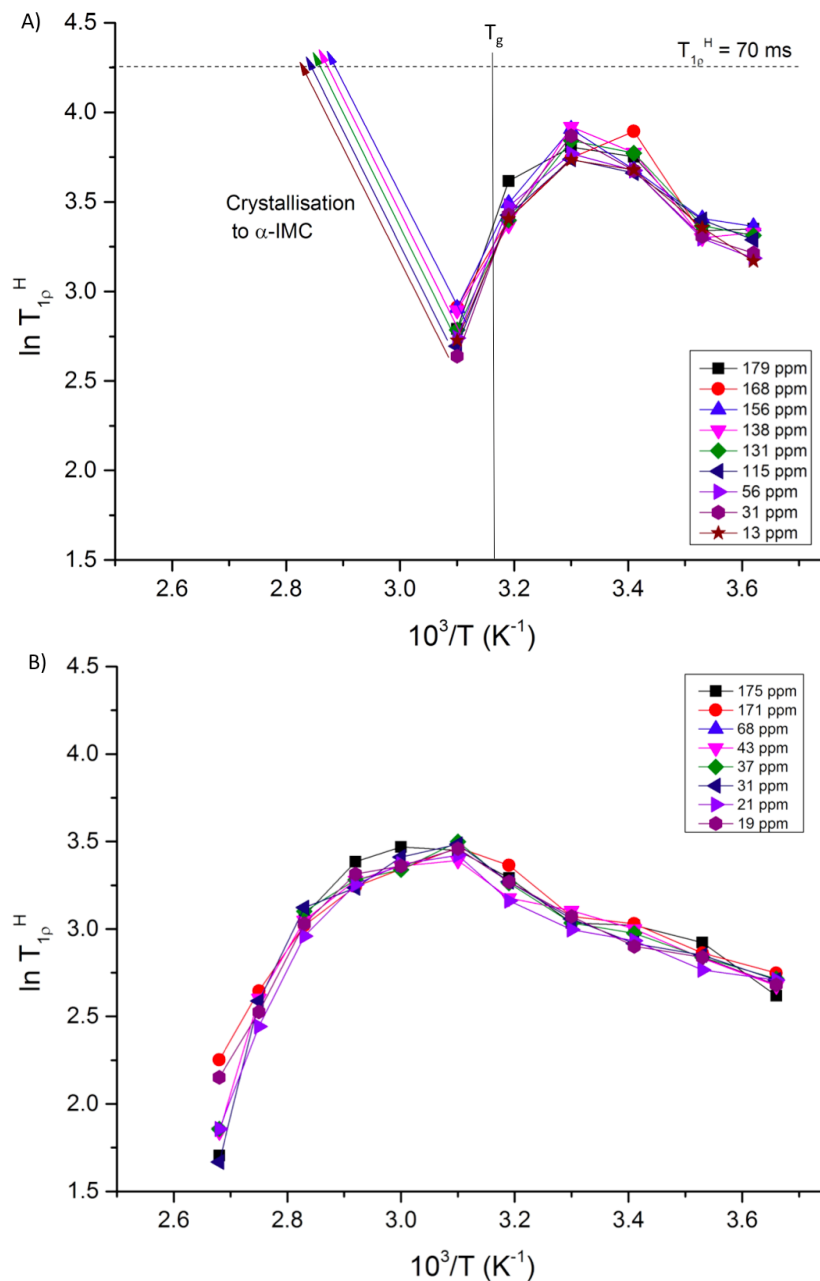 A)
4.5
4.0
3.5
3.0
2.5
2.0
1.5
ln T1ρH
Tg
T1ρH = 70 ms
Crystallisation
to α-IMC
179 ppm
168 ppm
156 ppm
138 ppm
131 ppm
115 ppm
56 ppm
31 ppm
13 ppm
2.6 2.8 3.0 3.2 3.4 3.6
10³/T (K⁻¹)
B)
4.5
4.0
3.5
3.0
2.5
2.0
1.5
ln T1ρH
175 ppm
171 ppm
68 ppm
43 ppm
37 ppm
31 ppm
21 ppm
19 ppm
2.6 2.8 3.0 3.2 3.4 3.6
10³/T (K⁻¹)